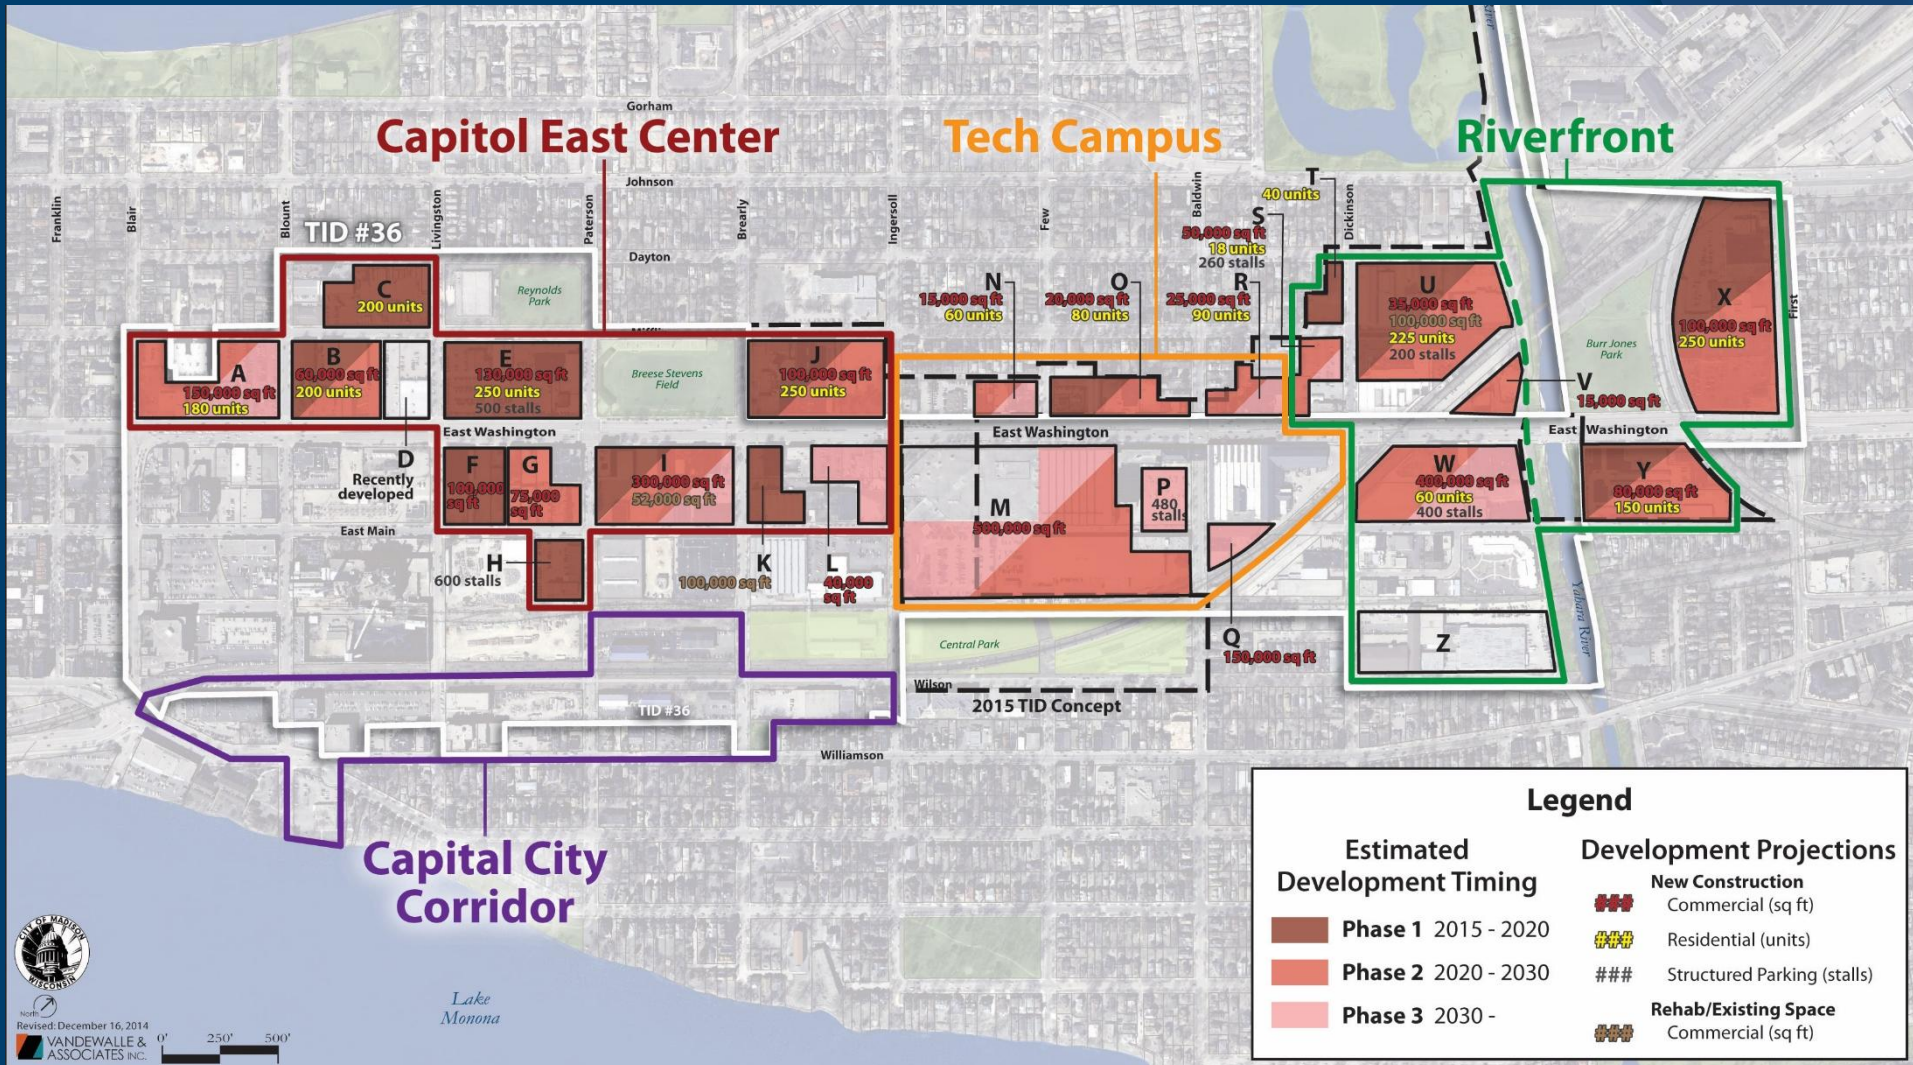 Gorham
Capitol East Center
Tech Campus
Riverfront
Johnson
Franklin
Blair
Blount
Livingston
Paterson
Brearly
Ingersoll
Few
Baldwin
Dickinson
First
River
TID #36
Dayton
Reynolds
Park
T
40 units
S
50,000 sq ft
18 units
260 stalls
N
15,000 sq ft
60 units
O
20,000 sq ft
80 units
R
25,000 sq ft
90 units
C
200 units
U
35,000 sq ft
100,000 sq ft
225 units
200 stalls
X
100,000 sq ft
250 units
Burr Jones
Park
A
150,000 sq ft
180 units
B
60,000 sq ft
200 units
E
130,000 sq ft
250 units
500 stalls
Breese Stevens
Field
J
100,000 sq ft
250 units
V
15,000 sq ft
East Washington
East Washington
East Washington
D
Recently
developed
F
100,000
sq ft
G
75,000
sq ft
I
300,000 sq ft
52,000 sq ft
M
500,000 sq ft
P
480
stalls
W
400,000 sq ft
60 units
400 stalls
Y
80,000 sq ft
150 units
East Main
H
600 stalls
K
100,000 sq ft
L
40,000
sq ft
Q
150,000 sq ft
Z
Yahara River
Central Park
Wilson
2015 TID Concept
TID #36
Williamson
Capital City
Corridor
Lake
Monona
CITY OF MADISON
WISCONSIN
North
Revised: December 16, 2014
VANDEWALLE &
ASSOCIATES INC.
0' 250' 500'
Legend
Estimated
Development Timing
Phase 1 2015 - 2020
Phase 2 2020 - 2030
Phase 3 2030 -
Development Projections
New Construction
### Commercial (sq ft)
### Residential (units)
### Structured Parking (stalls)
Rehab/Existing Space
### Commercial (sq ft)